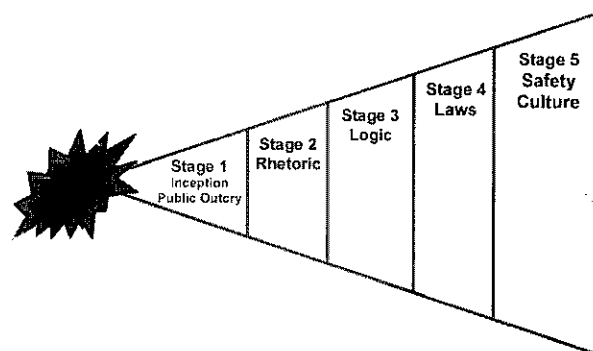 Stage 1
Inception
Public Outcry
Stage 2
Rhetoric
Stage 3
Logic
Stage 4
Laws
Stage 5
Safety
Culture